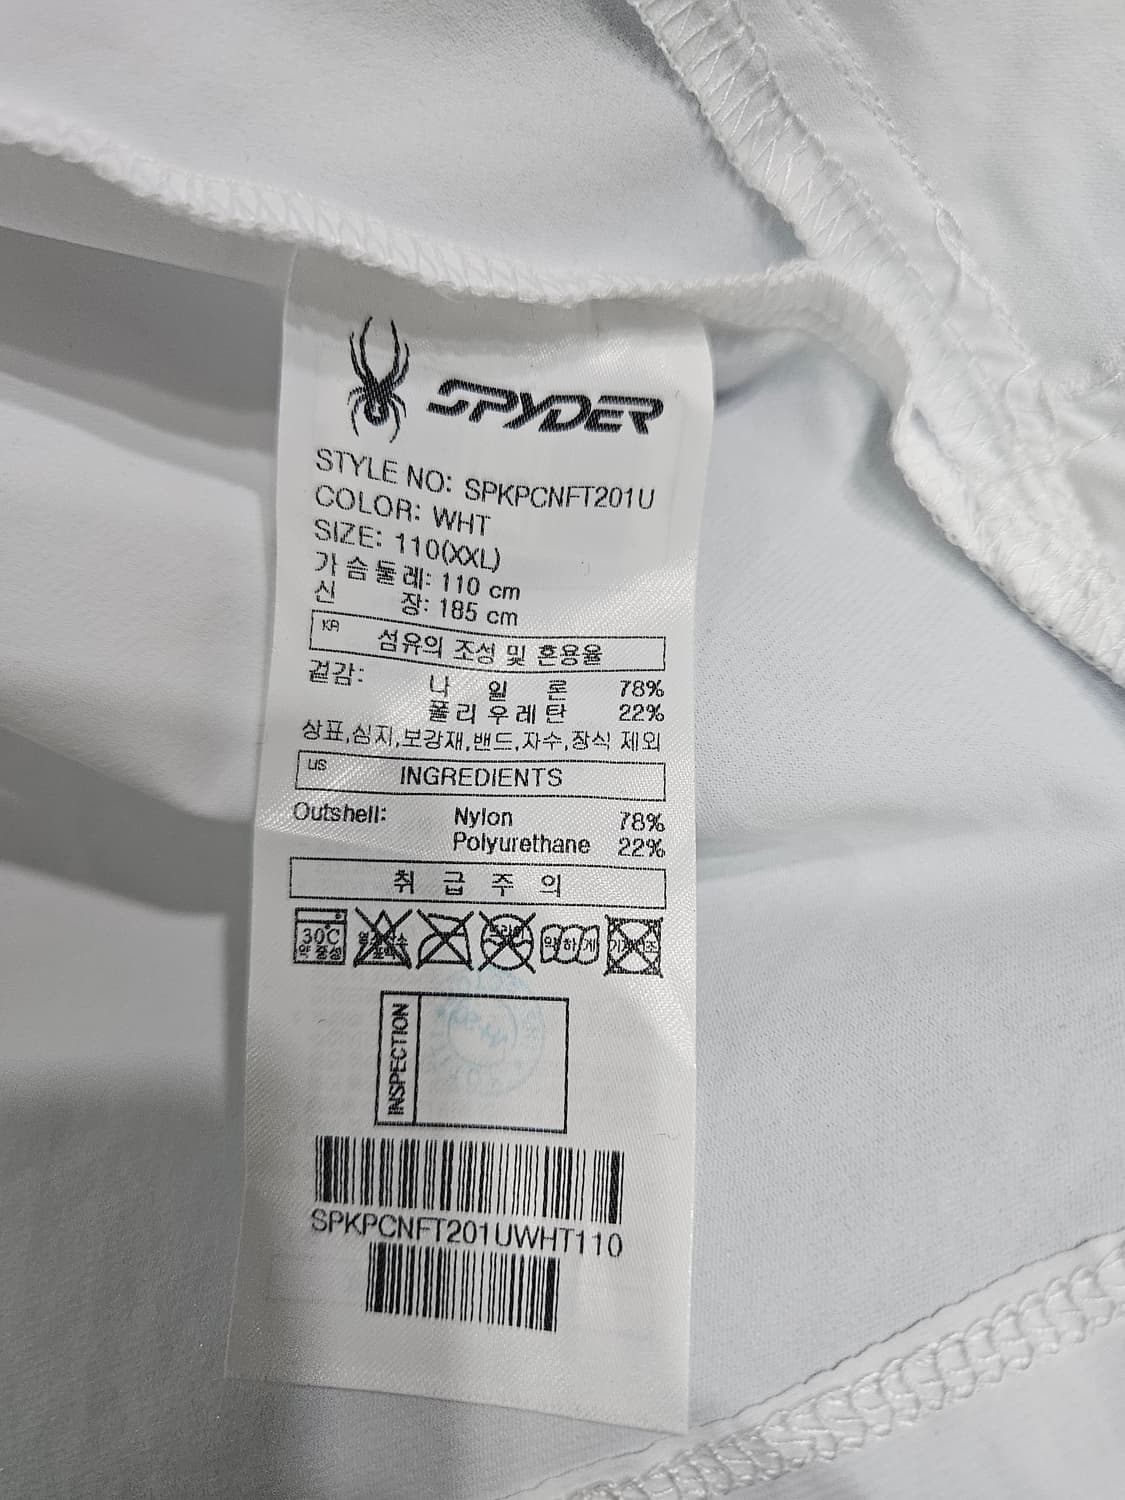 SPYDER
STYLE NO: SPKPCNFT201U
COLOR: WHT
SIZE: 110(XXL)
가슴둘레: 110 cm
신 장: 185 cm
KR 섬유의 조성 및 혼용율
겉감: 나 일 론 78%
폴리우레탄 22%
상표,심지,보강재,밴드,자수,장식 제외
US INGREDIENTS
Outshell: Nylon 78%
Polyurethane 22%
취 급 주 의
30℃
약 중성
약하게
INSPECTION
SPKPCNFT201UWHT110